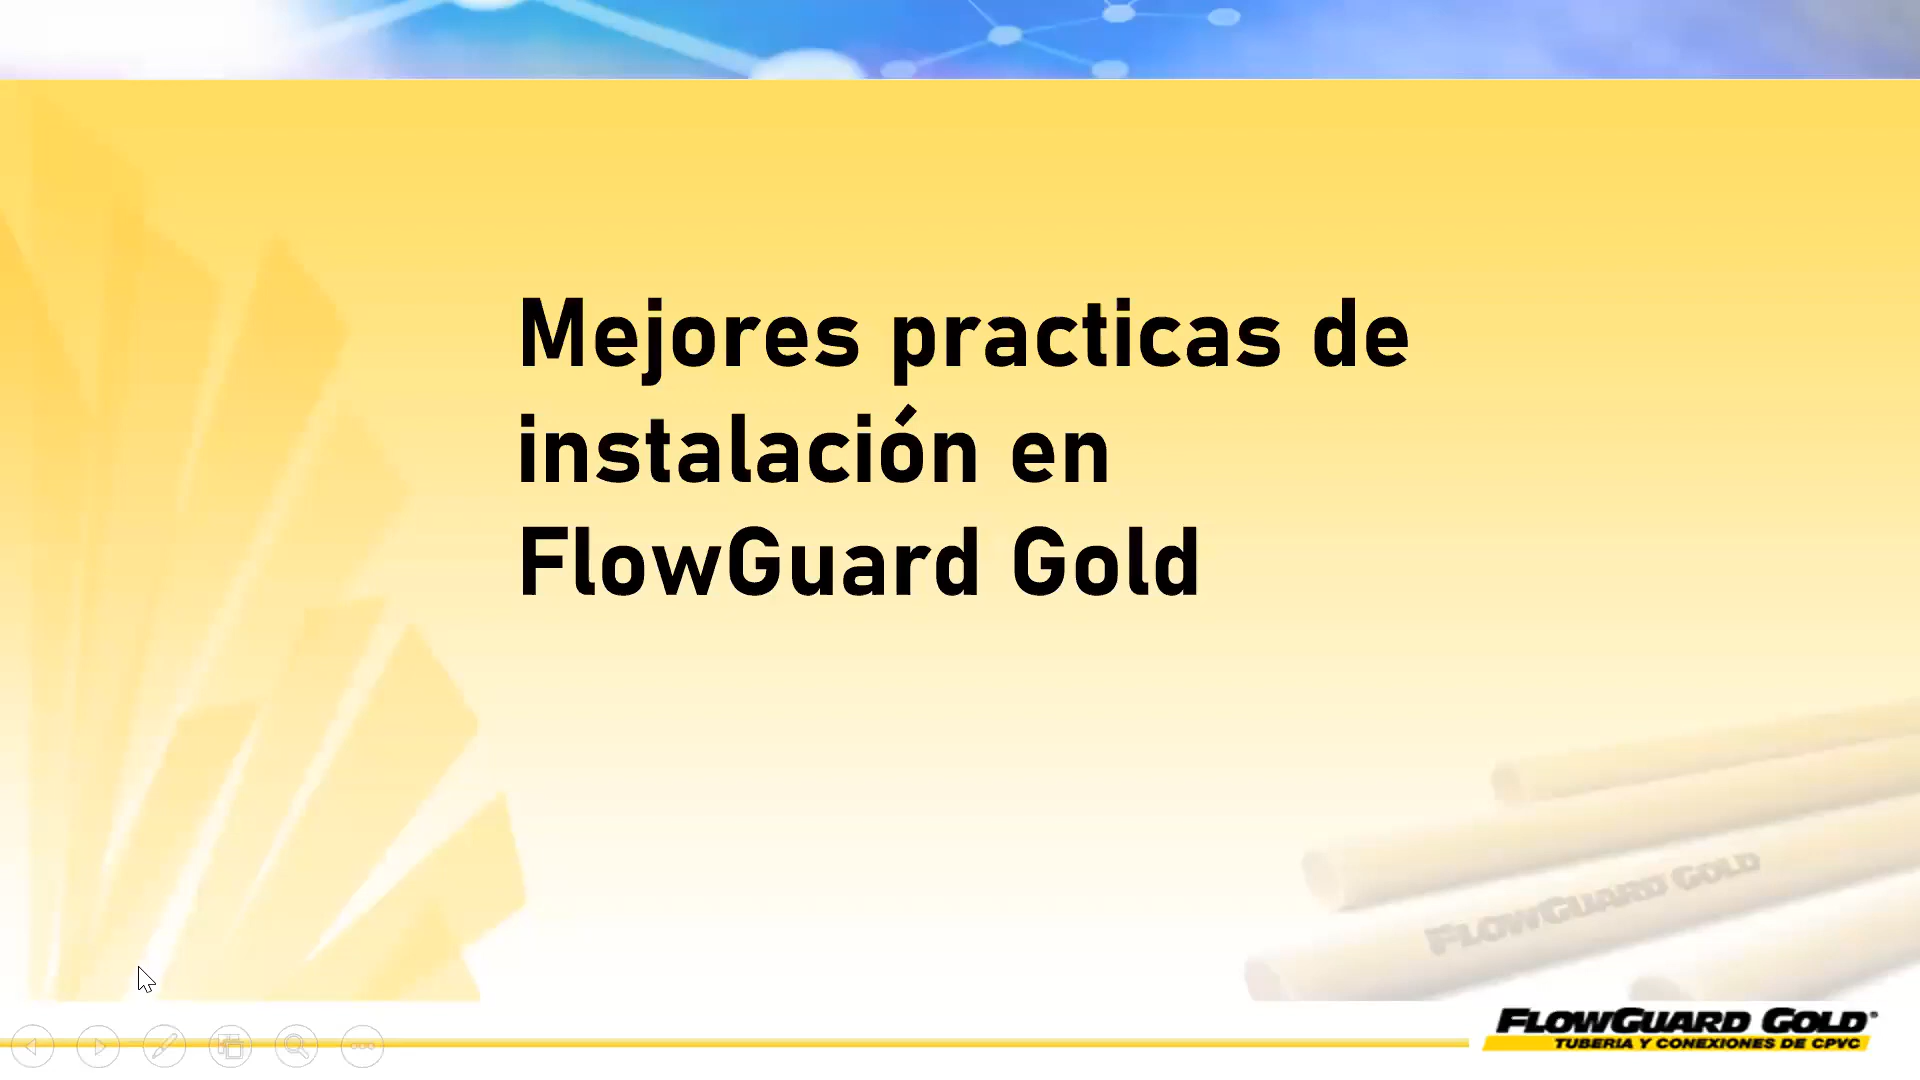 Mejores practicas de
instalación en
FlowGuard Gold
FLOWGUARD GOLD
FLOWGUARD GOLD®
TUBERIA Y CONEXIONES DE CPVC